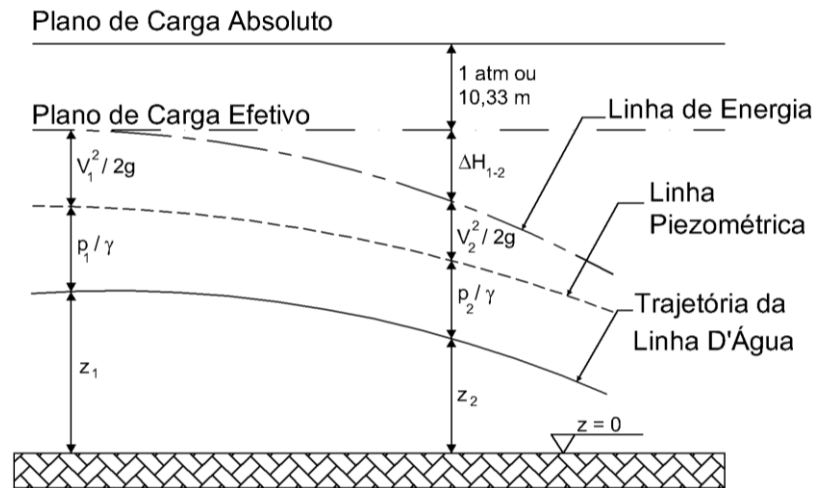 Plano de Carga Absoluto
1 atm ou
10,33 m
Plano de Carga Efetivo
Linha de Energia
V₁²/ 2g
ΔH₁₋₂
Linha
Piezométrica
V₂²/ 2g
p₁/ γ
p₂/ γ
Trajetória da
Linha D'Água
z₁
z₂
z = 0